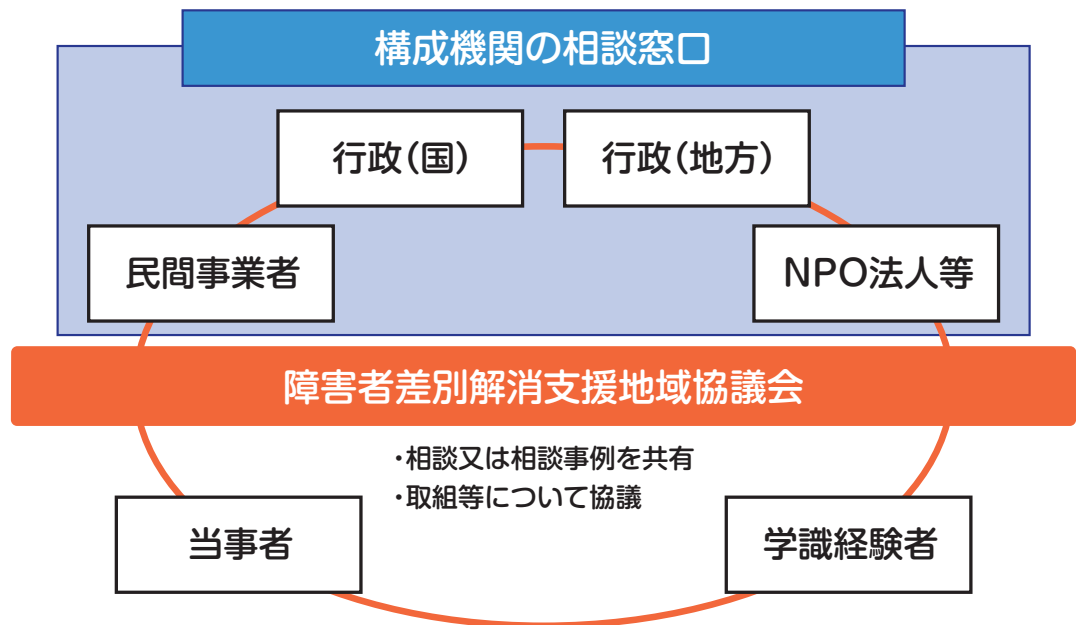 構成機関の相談窓口
行政(国)
行政(地方)
民間事業者
NPO法人等
障害者差別解消支援地域協議会
・相談又は相談事例を共有
・取組等について協議
当事者
学識経験者